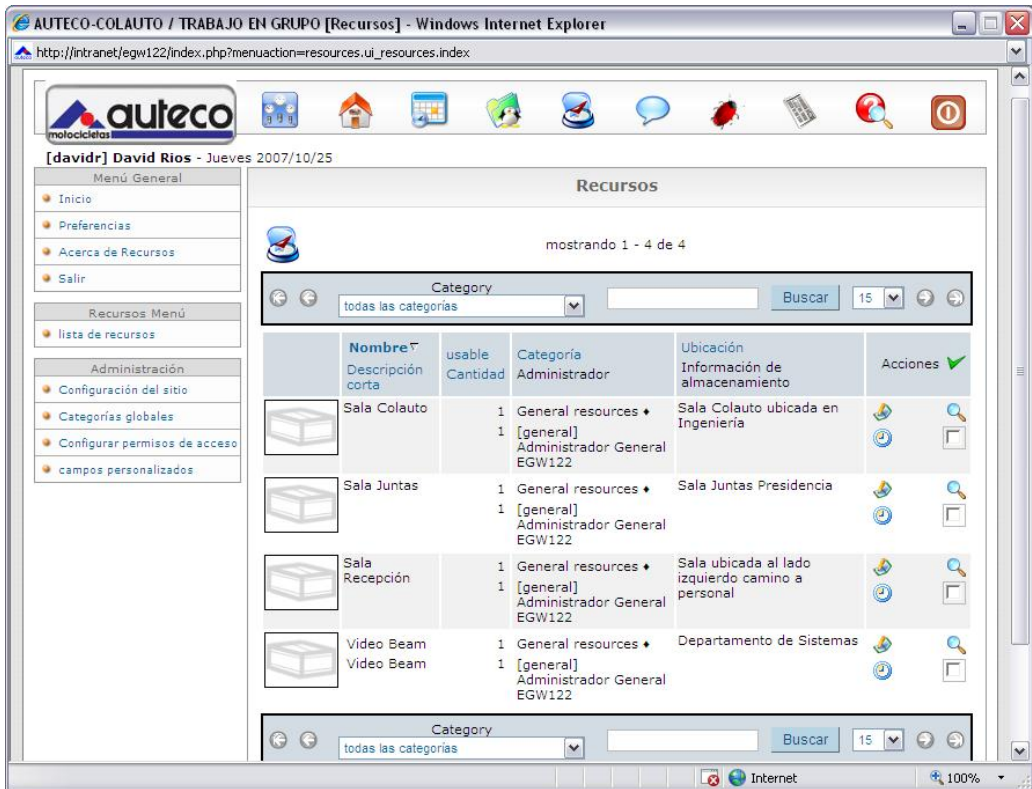 AUTECO-COLAUTO / TRABAJO EN GRUPO [Recursos] - Windows Internet Explorer
http://intranet/egw122/index.php?menuaction=resources.ui_resources.index
auteco
motocicletas
[davidr] David Rios - Jueves 2007/10/25
Menú General
Inicio
Preferencias
Acerca de Recursos
Salir
Recursos Menú
lista de recursos
Administración
Configuración del sitio
Categorías globales
Configurar permisos de acceso
campos personalizados
Recursos
mostrando 1 - 4 de 4
Category
todas las categorías
Buscar
15
Nombre
Descripción
corta
usable
Cantidad
Categoría
Administrador
Ubicación
Información de
almacenamiento
Acciones
Sala Colauto
1
1
General resources ♦
[general]
Administrador General
EGW122
Sala Colauto ubicada en
Ingeniería
Sala Juntas
1
1
General resources ♦
[general]
Administrador General
EGW122
Sala Juntas Presidencia
Sala
Recepción
1
1
General resources ♦
[general]
Administrador General
EGW122
Sala ubicada al lado
izquierdo camino a
personal
Video Beam
Video Beam
1
1
General resources ♦
[general]
Administrador General
EGW122
Departamento de Sistemas
Category
todas las categorías
Buscar
15
Internet
100%